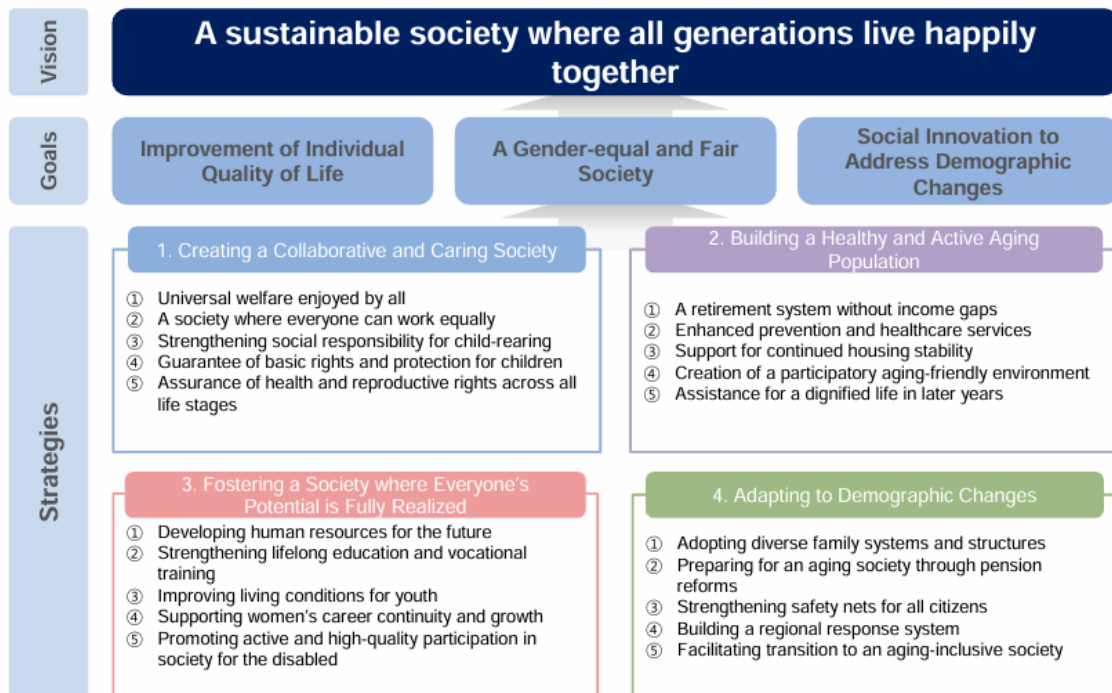 Vision
A sustainable society where all generations live happily
together
Goals
Improvement of Individual
Quality of Life
A Gender-equal and Fair
Society
Social Innovation to
Address Demographic
Changes
Strategies
1. Creating a Collaborative and Caring Society
① Universal welfare enjoyed by all
② A society where everyone can work equally
③ Strengthening social responsibility for child-rearing
④ Guarantee of basic rights and protection for children
⑤ Assurance of health and reproductive rights across all
life stages
2. Building a Healthy and Active Aging
Population
① A retirement system without income gaps
② Enhanced prevention and healthcare services
③ Support for continued housing stability
④ Creation of a participatory aging-friendly environment
⑤ Assistance for a dignified life in later years
3. Fostering a Society where Everyone's
Potential is Fully Realized
① Developing human resources for the future
② Strengthening lifelong education and vocational
training
③ Improving living conditions for youth
④ Supporting women's career continuity and growth
⑤ Promoting active and high-quality participation in
society for the disabled
4. Adapting to Demographic Changes
① Adopting diverse family systems and structures
② Preparing for an aging society through pension
reforms
③ Strengthening safety nets for all citizens
④ Building a regional response system
⑤ Facilitating transition to an aging-inclusive society